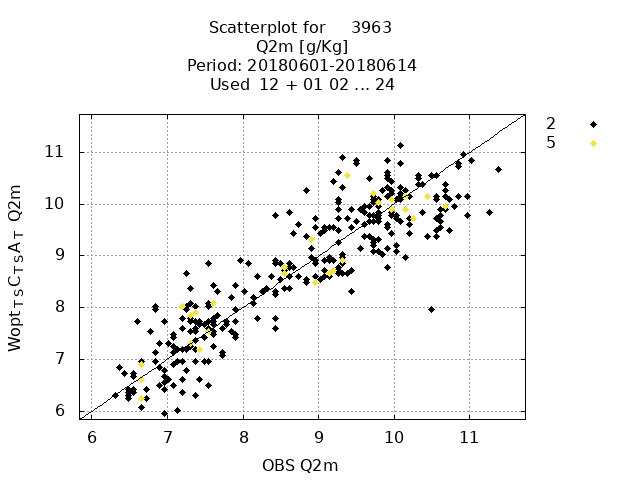 Scatterplot for 3963
Q2m [g/Kg]
Period: 20180601-20180614
Used 12 + 01 02 ... 24
2
5
11
10
9
8
7
6
6 7 8 9 10 11
WoptTSCTSAT Q2m
OBS Q2m